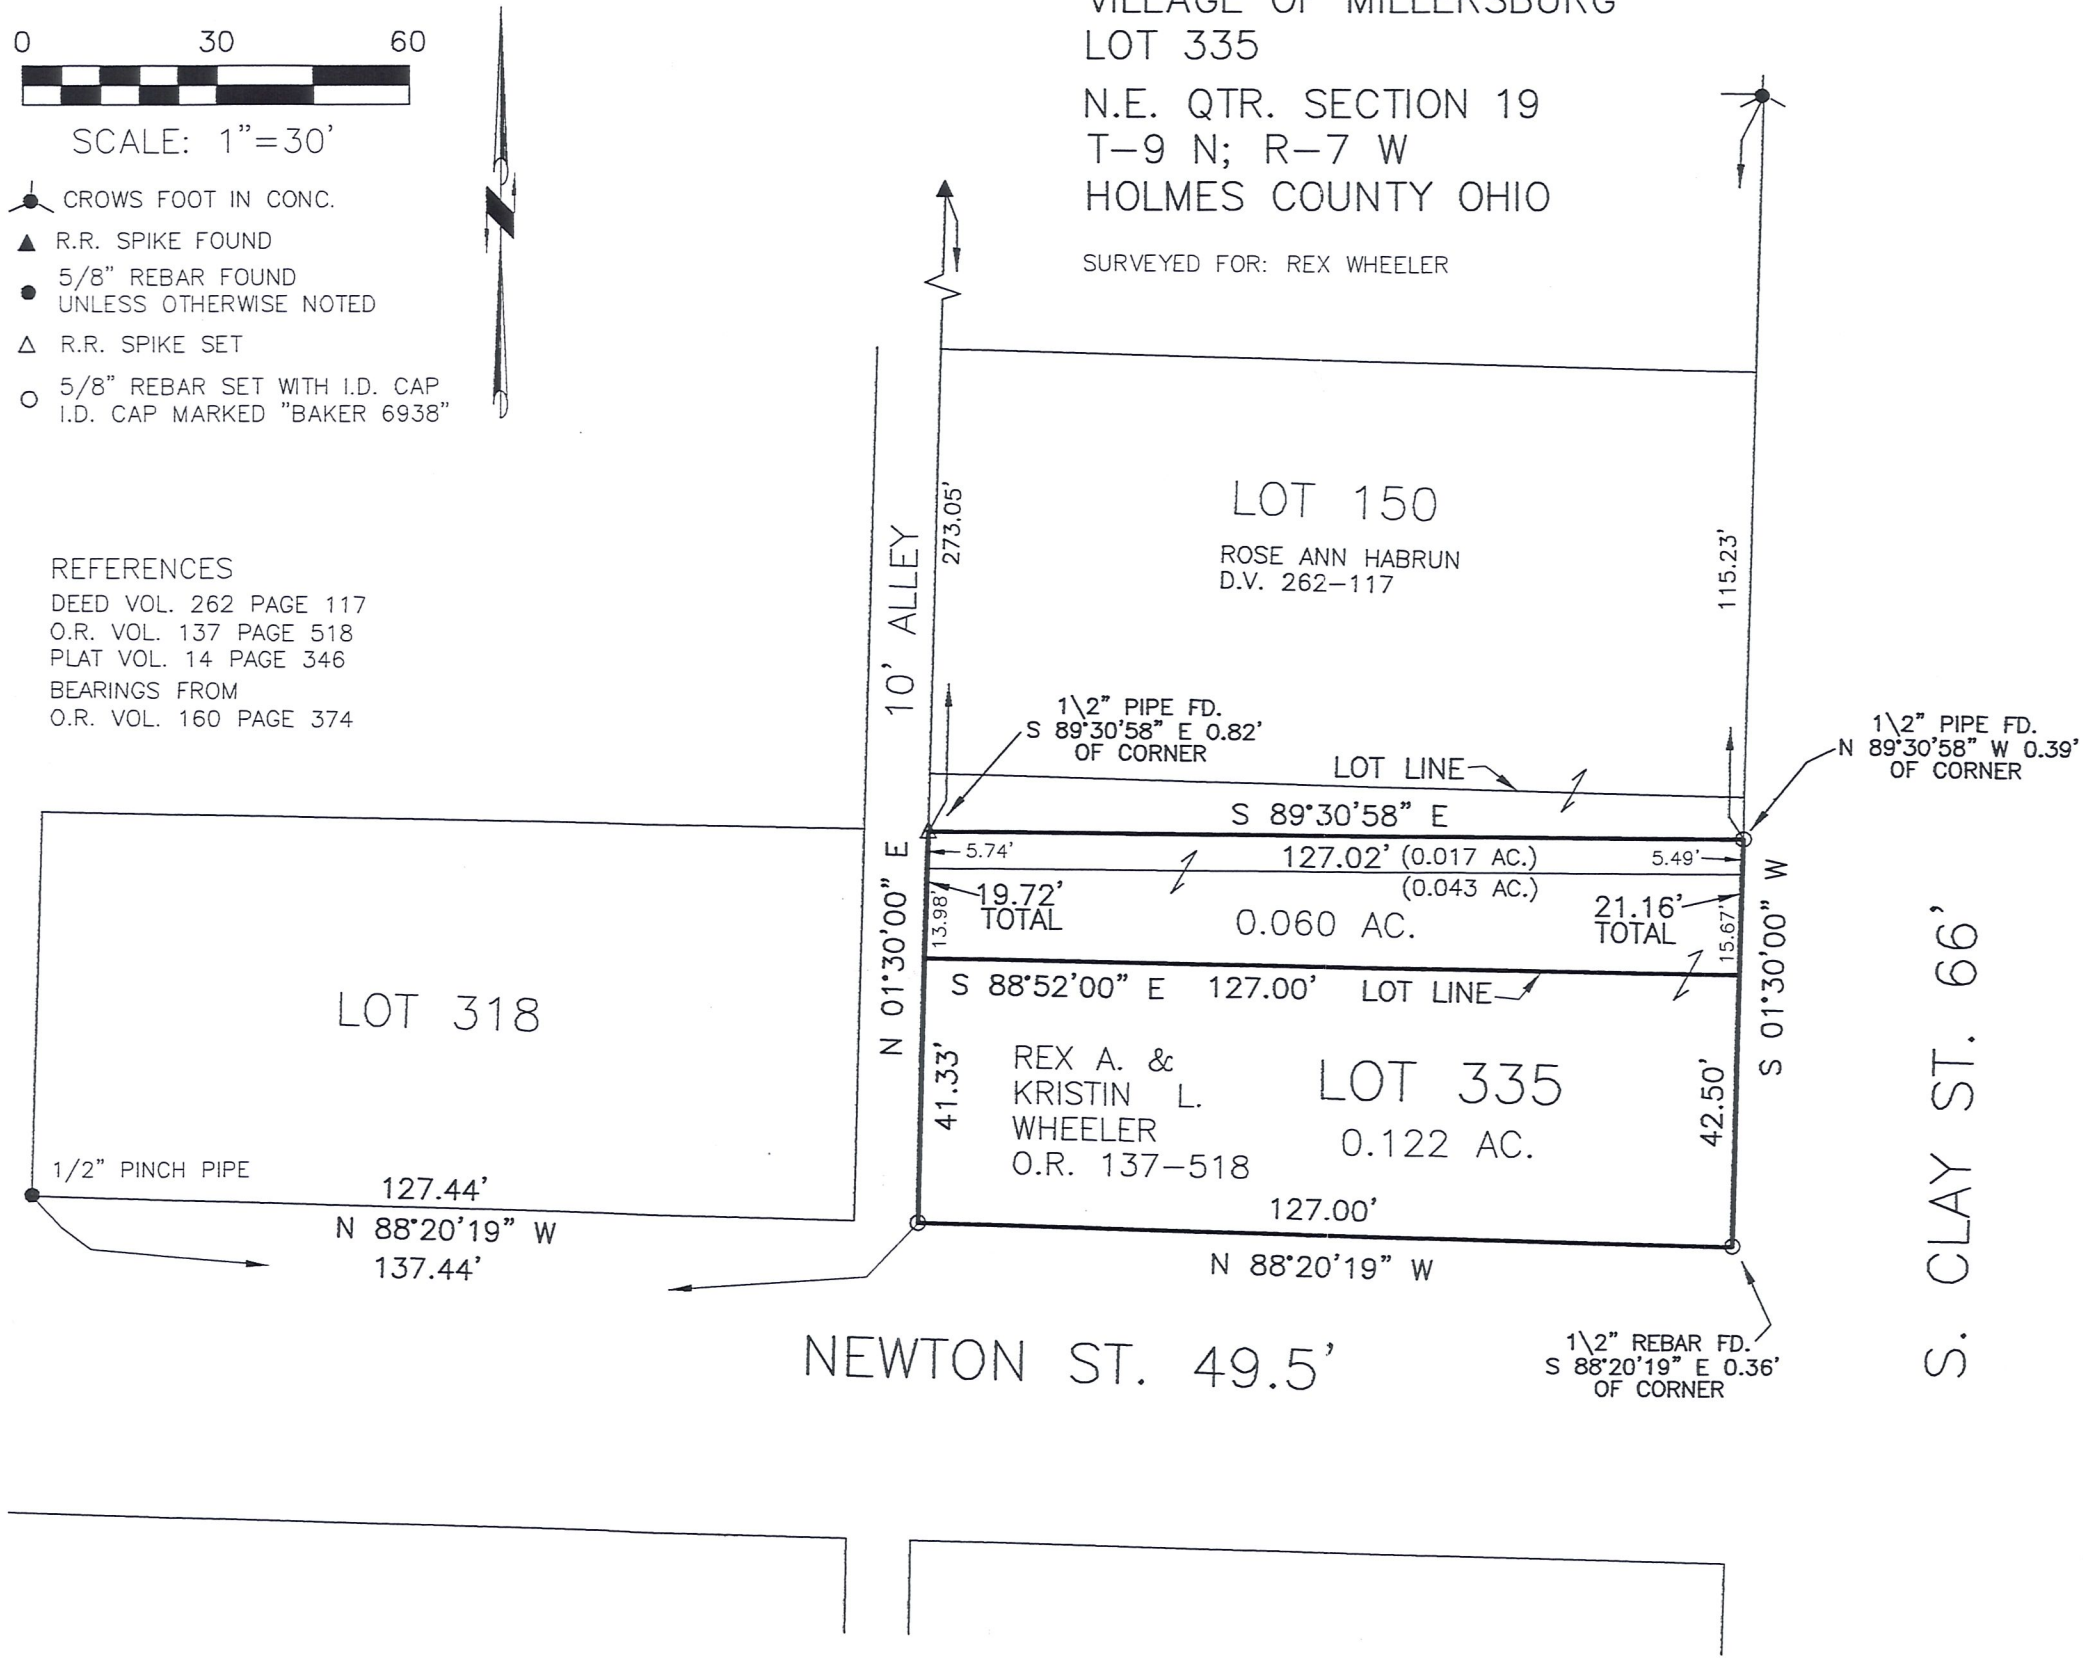 VILLAGE OF MILLERSBURG
LOT 335
N.E. QTR. SECTION 19
T-9 N; R-7 W
HOLMES COUNTY OHIO
SURVEYED FOR: REX WHEELER
0 30 60
SCALE: 1"=30'
CROWS FOOT IN CONC.
R.R. SPIKE FOUND
5/8" REBAR FOUND
UNLESS OTHERWISE NOTED
R.R. SPIKE SET
5/8" REBAR SET WITH I.D. CAP
I.D. CAP MARKED "BAKER 6938"
N
REFERENCES
DEED VOL. 262 PAGE 117
O.R. VOL. 137 PAGE 518
PLAT VOL. 14 PAGE 346
BEARINGS FROM
O.R. VOL. 160 PAGE 374
10' ALLEY
273.05'
LOT 150
ROSE ANN HABRUN
D.V. 262-117
115.23'
1\2" PIPE FD.
S 89°30'58" E 0.82'
OF CORNER
1\2" PIPE FD.
N 89°30'58" W 0.39'
OF CORNER
LOT LINE
S 89°30'58" E
5.74'
127.02' (0.017 AC.)
5.49'
(0.043 AC.)
19.72'
TOTAL
13.98'
0.060 AC.
21.16'
TOTAL
15.67'
N 01°30'00" E
S 01°30'00" W
S 88°52'00" E 127.00' LOT LINE
LOT 318
41.33'
REX A. &
KRISTIN L.
WHEELER
O.R. 137-518
LOT 335
0.122 AC.
42.50'
127.00'
N 88°20'19" W
1/2" PINCH PIPE
127.44'
N 88°20'19" W
137.44'
NEWTON ST. 49.5'
1\2" REBAR FD.
S 88°20'19" E 0.36'
OF CORNER
S. CLAY ST. 66'